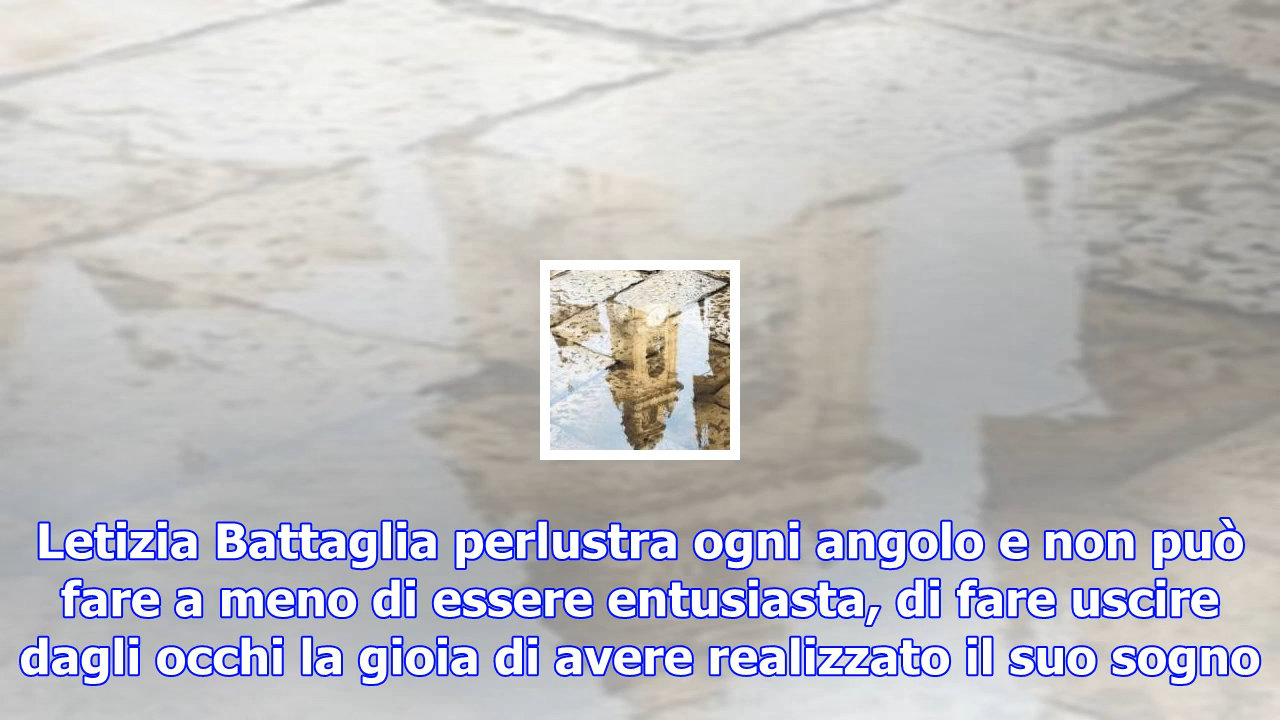 Letizia Battaglia perlustra ogni angolo e non può
fare a meno di essere entusiasta, di fare uscire
dagli occhi la gioia di avere realizzato il suo sogno